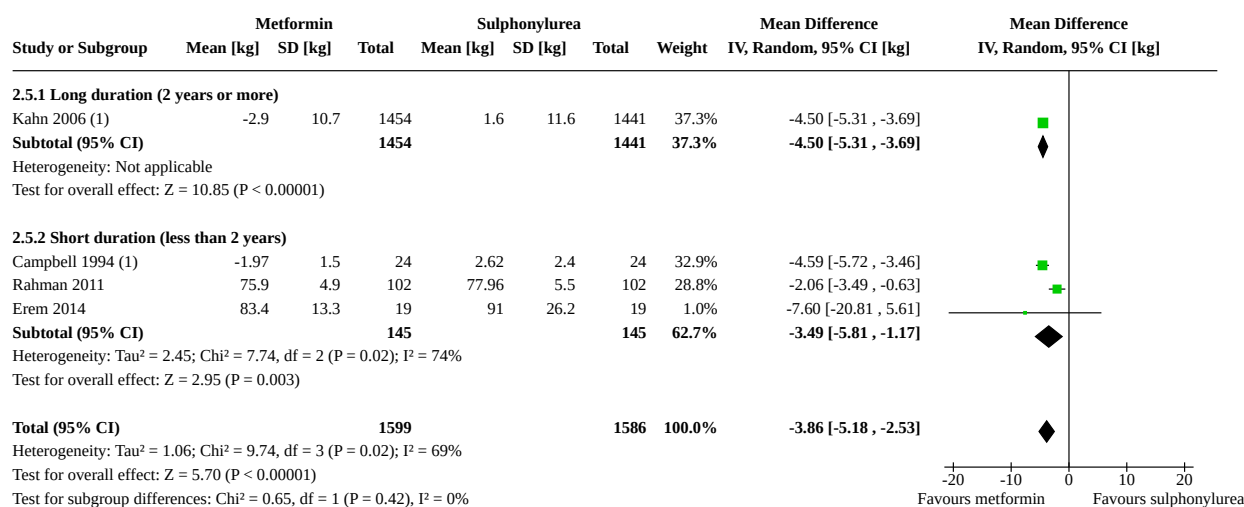 Metformin Sulphonylurea Mean Difference Mean Difference
Study or Subgroup Mean [kg] SD [kg] Total Mean [kg] SD [kg] Total Weight IV, Random, 95% CI [kg] IV, Random, 95% CI [kg]
2.5.1 Long duration (2 years or more)
Kahn 2006 (1) -2.9 10.7 1454 1.6 11.6 1441 37.3% -4.50 [-5.31 , -3.69]
Subtotal (95% CI) 1454 1441 37.3% -4.50 [-5.31 , -3.69]
Heterogeneity: Not applicable
Test for overall effect: Z = 10.85 (P < 0.00001)
2.5.2 Short duration (less than 2 years)
Campbell 1994 (1) -1.97 1.5 24 2.62 2.4 24 32.9% -4.59 [-5.72 , -3.46]
Rahman 2011 75.9 4.9 102 77.96 5.5 102 28.8% -2.06 [-3.49 , -0.63]
Erem 2014 83.4 13.3 19 91 26.2 19 1.0% -7.60 [-20.81 , 5.61]
Subtotal (95% CI) 145 145 62.7% -3.49 [-5.81 , -1.17]
Heterogeneity: Tau² = 2.45; Chi² = 7.74, df = 2 (P = 0.02); I² = 74%
Test for overall effect: Z = 2.95 (P = 0.003)
Total (95% CI) 1599 1586 100.0% -3.86 [-5.18 , -2.53]
Heterogeneity: Tau² = 1.06; Chi² = 9.74, df = 3 (P = 0.02); I² = 69%
Test for overall effect: Z = 5.70 (P < 0.00001)
-20 -10 0 10 20
Test for subgroup differences: Chi² = 0.65, df = 1 (P = 0.42), I² = 0% Favours metformin Favours sulphonylurea